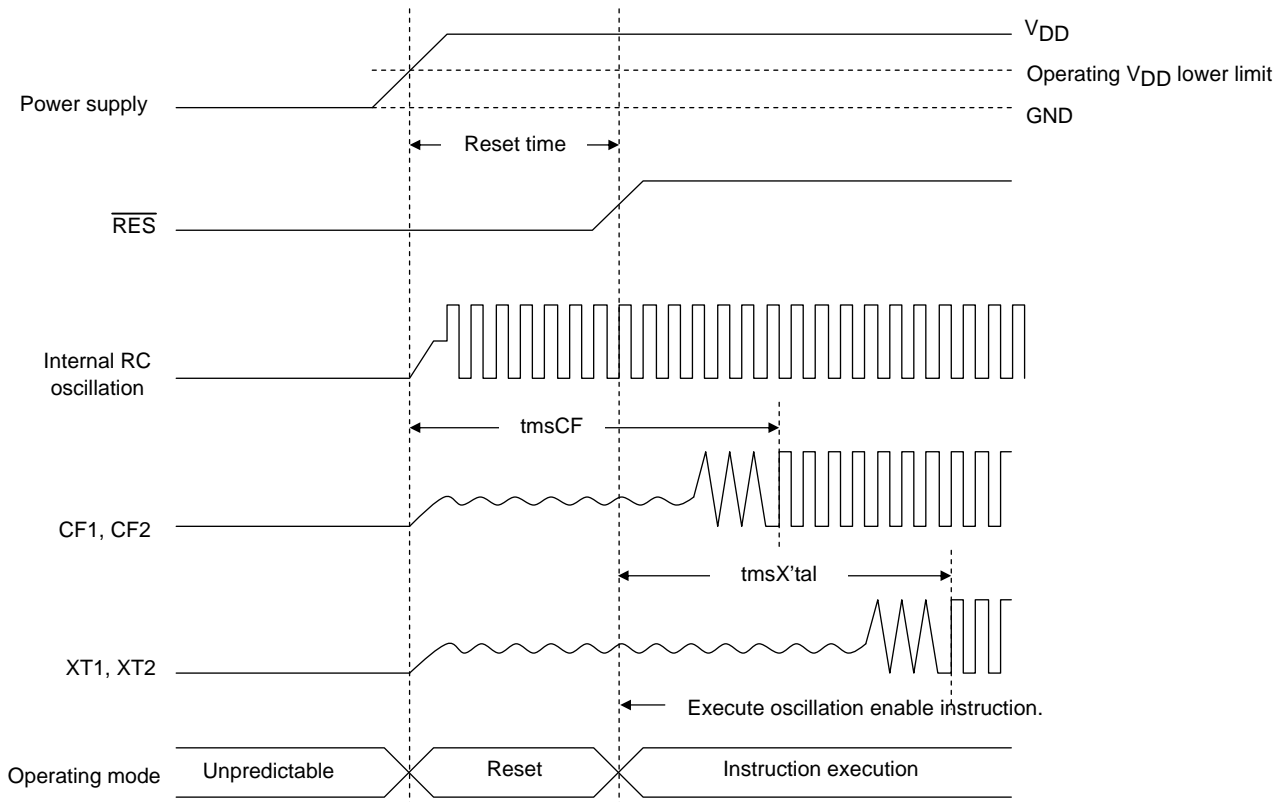 VDD
Operating VDD lower limit
Power supply
GND
Reset time
RES
Internal RC
oscillation
tmsCF
CF1, CF2
tmsX’tal
XT1, XT2
Execute oscillation enable instruction.
Operating mode
Unpredictable
Reset
Instruction execution